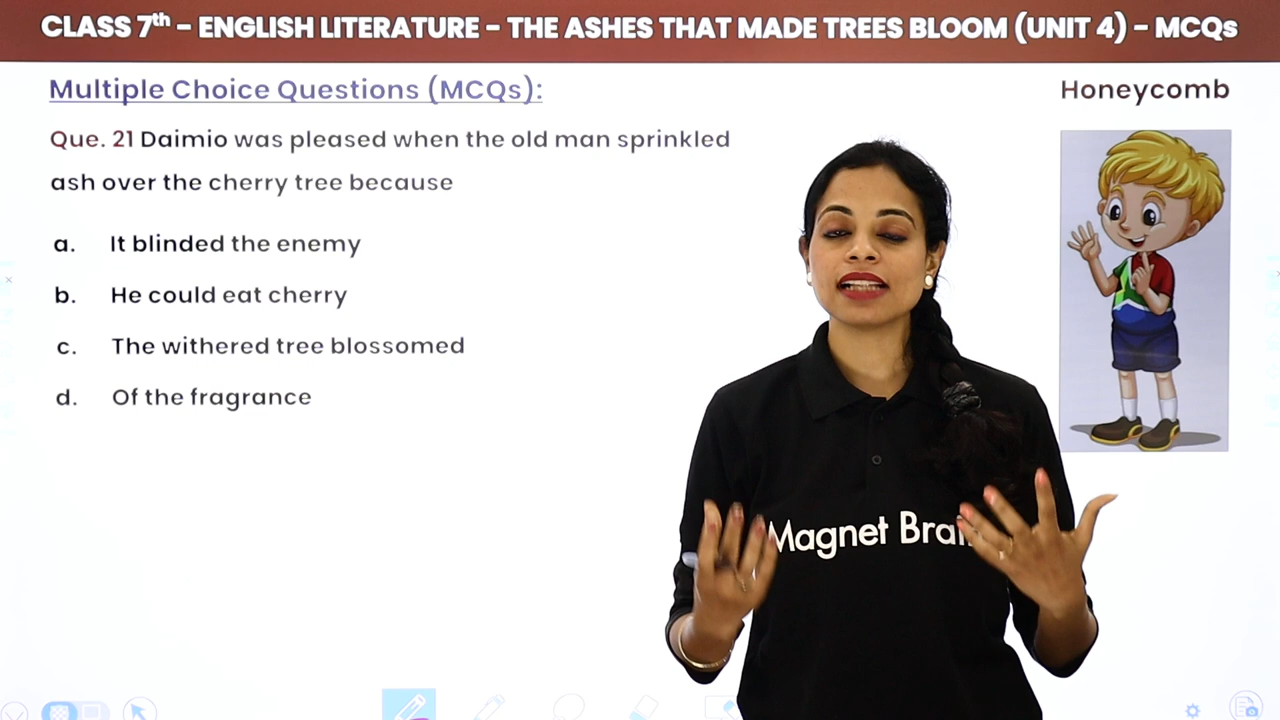 CLASS 7th – ENGLISH LITERATURE – THE ASHES THAT MADE TREES BLOOM (UNIT 4) – MCQs
Multiple Choice Questions (MCQs):
Honeycomb
Que. 21 Daimio was pleased when the old man sprinkled
ash over the cherry tree because
a. It blinded the enemy
b. He could eat cherry
c. The withered tree blossomed
d. Of the fragrance
Magnet Brai